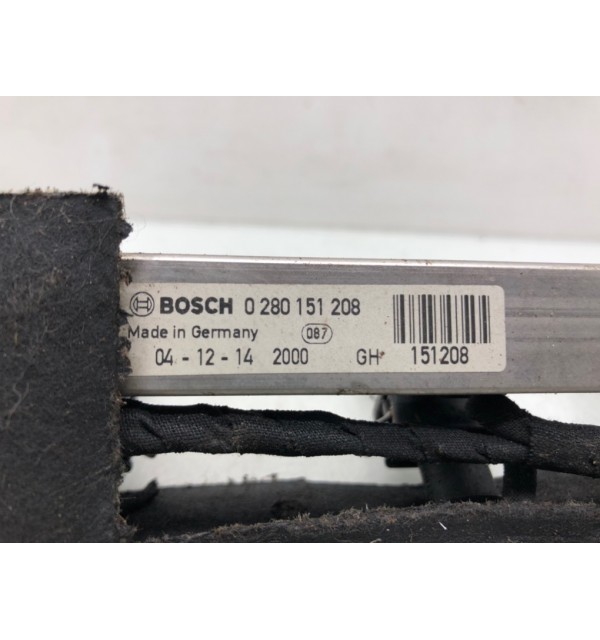 BOSCH 0 280 151 208
Made in Germany 087
04 - 12 - 14 2000 GH 151208